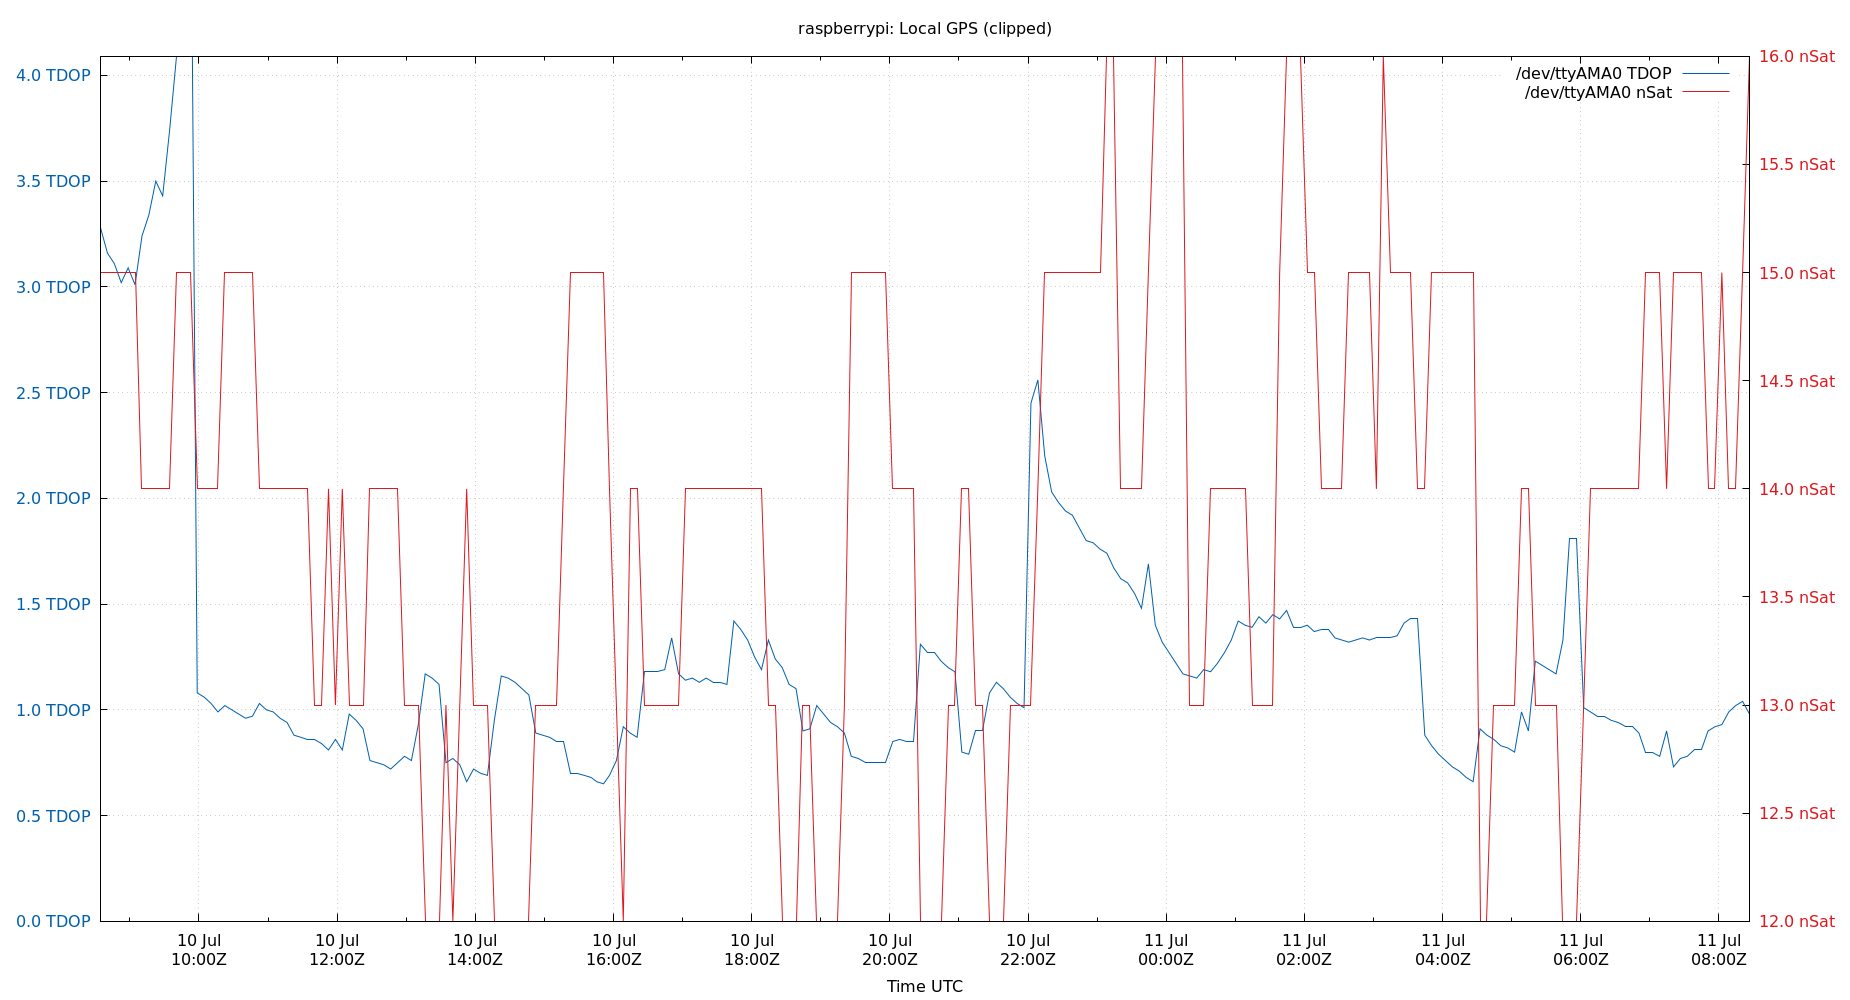 raspberrypi: Local GPS (clipped)
4.0 TDOP
3.5 TDOP
3.0 TDOP
2.5 TDOP
2.0 TDOP
1.5 TDOP
1.0 TDOP
0.5 TDOP
0.0 TDOP
/dev/ttyAMA0 TDOP
/dev/ttyAMA0 nSat
16.0 nSat
15.5 nSat
15.0 nSat
14.5 nSat
14.0 nSat
13.5 nSat
13.0 nSat
12.5 nSat
12.0 nSat
10 Jul 10 Jul 10 Jul 10 Jul 10 Jul 10 Jul 10 Jul 11 Jul 11 Jul 11 Jul 11 Jul 11 Jul
10:00Z 12:00Z 14:00Z 16:00Z 18:00Z 20:00Z 22:00Z 00:00Z 02:00Z 04:00Z 06:00Z 08:00Z
Time UTC